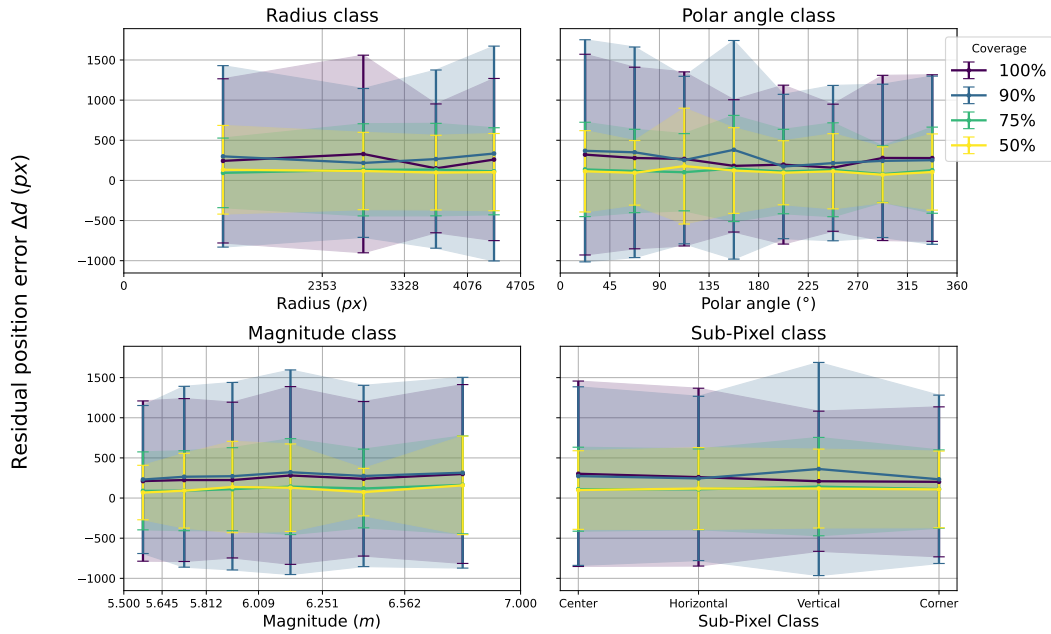 Radius class
Polar angle class
1500
1000
500
0
−500
−1000
0
2353
3328
4076
4705
Radius (px)
0
45
90
135
180
225
270
315
360
Polar angle (°)
Coverage
100%
90%
75%
50%
Residual position error Δd (px)
Magnitude class
Sub-Pixel class
1500
1000
500
0
−500
−1000
5.500
5.645
5.812
6.009
6.251
6.562
7.000
Magnitude (m)
Center
Horizontal
Vertical
Corner
Sub-Pixel Class